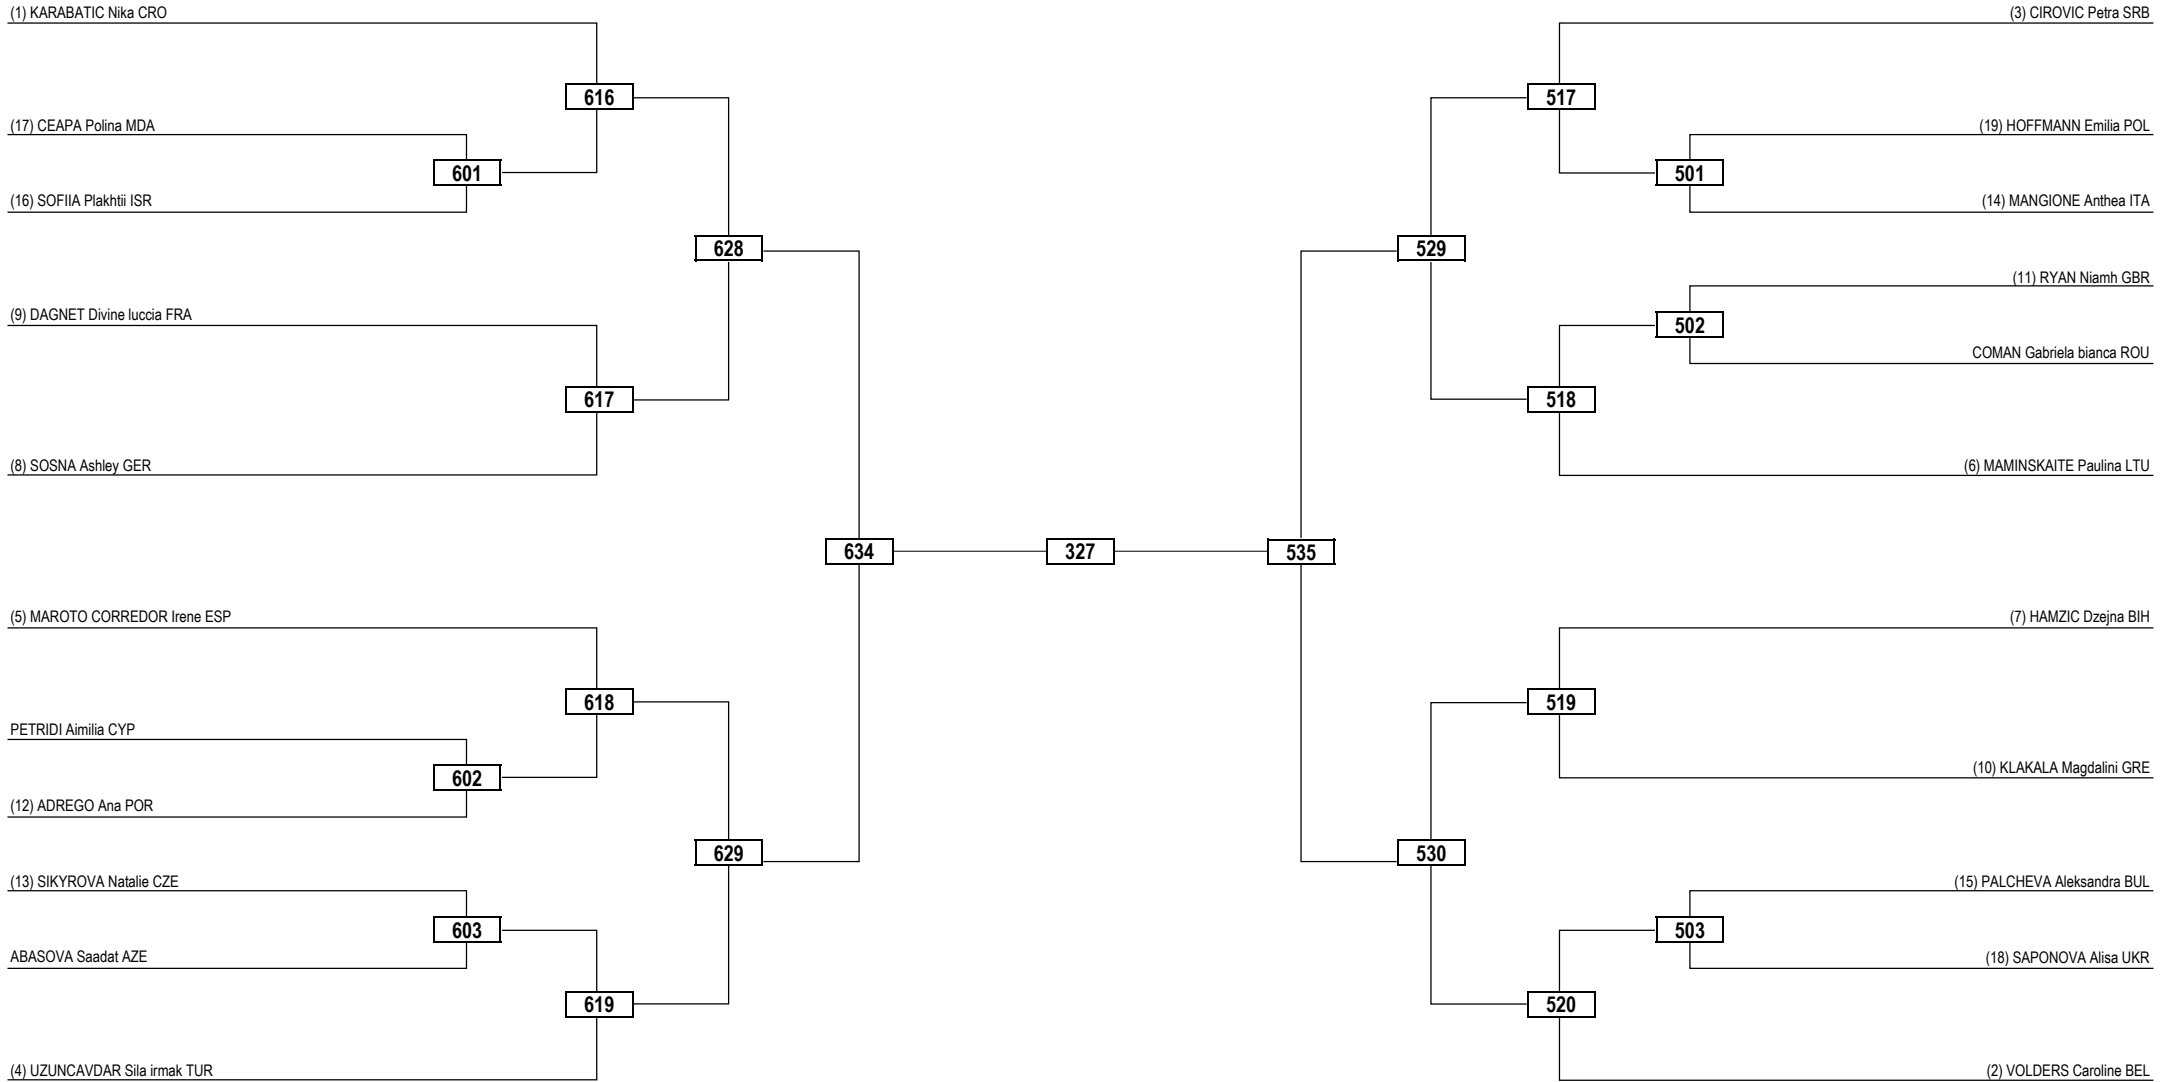 (1) KARABATIC Nika CRO
616
(17) CEAPA Polina MDA
601
(16) SOFIIA Plakhtii ISR
628
(9) DAGNET Divine luccia FRA
617
(8) SOSNA Ashley GER
634
(5) MAROTO CORREDOR Irene ESP
618
PETRIDI Aimilia CYP
602
(12) ADREGO Ana POR
629
(13) SIKYROVA Natalie CZE
603
ABASOVA Saadat AZE
619
(4) UZUNCAVDAR Sila irmak TUR
327
(3) CIROVIC Petra SRB
517
(19) HOFFMANN Emilia POL
501
(14) MANGIONE Anthea ITA
529
(11) RYAN Niamh GBR
502
COMAN Gabriela bianca ROU
518
(6) MAMINSKAITE Paulina LTU
535
(7) HAMZIC Dzejna BIH
519
(10) KLAKALA Magdalini GRE
530
(15) PALCHEVA Aleksandra BUL
503
(18) SAPONOVA Alisa UKR
520
(2) VOLDERS Caroline BEL